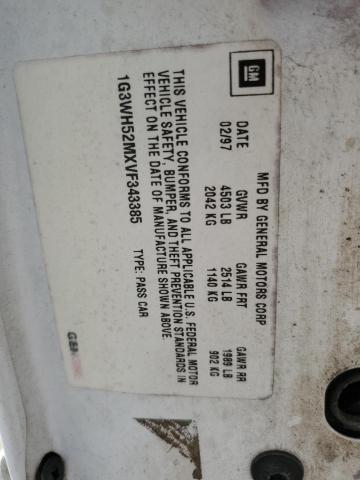 GM
MFD BY GENERAL MOTORS CORP
DATE GVWR GAWR FRT GAWR RR
02/97 4503 LB 2514 LB 1989 LB
2042 KG 1140 KG 902 KG
THIS VEHICLE CONFORMS TO ALL APPLICABLE U.S. FEDERAL MOTOR
VEHICLE SAFETY, BUMPER, AND THEFT PREVENTION STANDARDS IN
EFFECT ON THE DATE OF MANUFACTURE SHOWN ABOVE.
1G3WH52MXVF343385 TYPE: PASS CAR